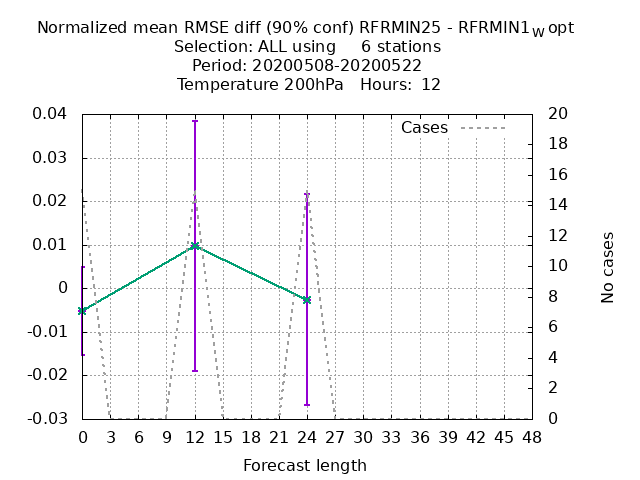 Normalized mean RMSE diff (90% conf) RFRMIN25 - RFRMIN1wopt
Selection: ALL using     6 stations
Period: 20200508-20200522
Temperature 200hPa   Hours:  12
Cases
0.04
0.03
0.02
0.01
0
-0.01
-0.02
-0.03
20
18
16
14
12
10
8
6
4
2
0
No cases
0 3 6 9 12 15 18 21 24 27 30 33 36 39 42 45 48
Forecast length